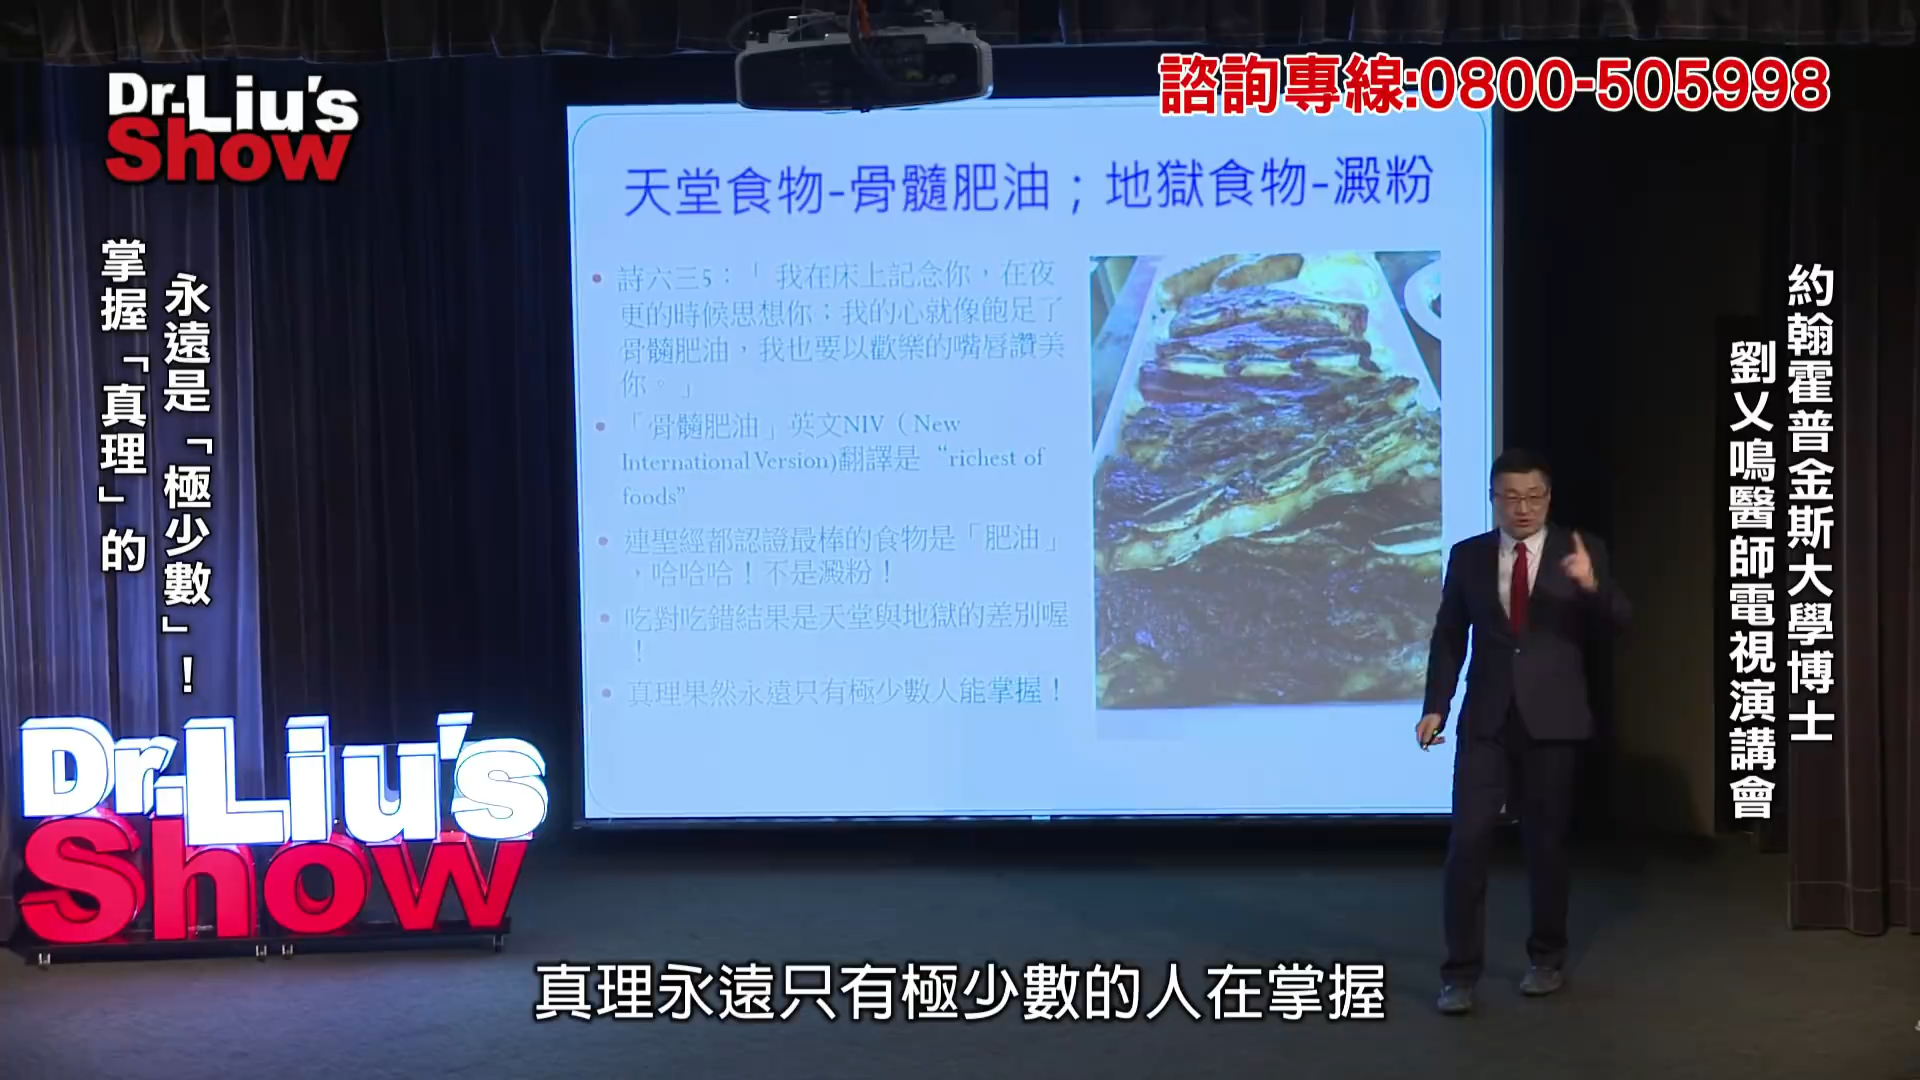 Dr.Liu's
Show
諮詢專線:0800-505998
天堂食物-骨髓肥油；地獄食物-澱粉
• 詩六三5：「 我在床上記念你，在夜
更的時候思想你；我的心就像飽足了
骨髓肥油，我也要以歡樂的嘴唇讚美
你。」
• 「骨髓肥油」英文NIV（New
International Version)翻譯是 “richest of
foods”
• 連聖經都認證最棒的食物是「肥油」
，哈哈哈！不是澱粉！
• 吃對吃錯結果是天堂與地獄的差別喔
！
• 真理果然永遠只有極少數人能掌握！
掌握「真理」的
永遠是「極少數」！
約翰霍普金斯大學博士
劉乂鳴醫師電視演講會
Dr.Liu's
Show
真理永遠只有極少數的人在掌握